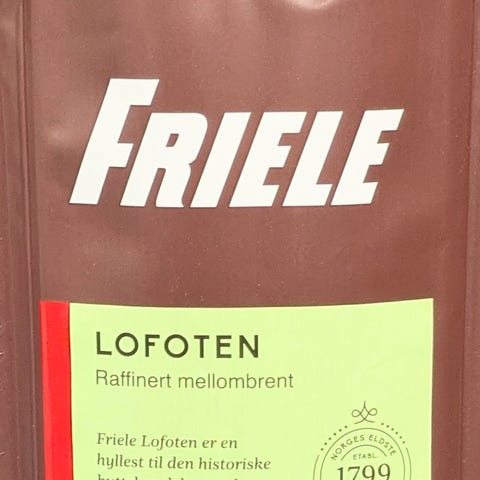 FRIELE
LOFOTEN
Raffinert mellombrent
Friele Lofoten er en
hyllest til den historiske
NORGES ELDSTE
ETABL.
1799